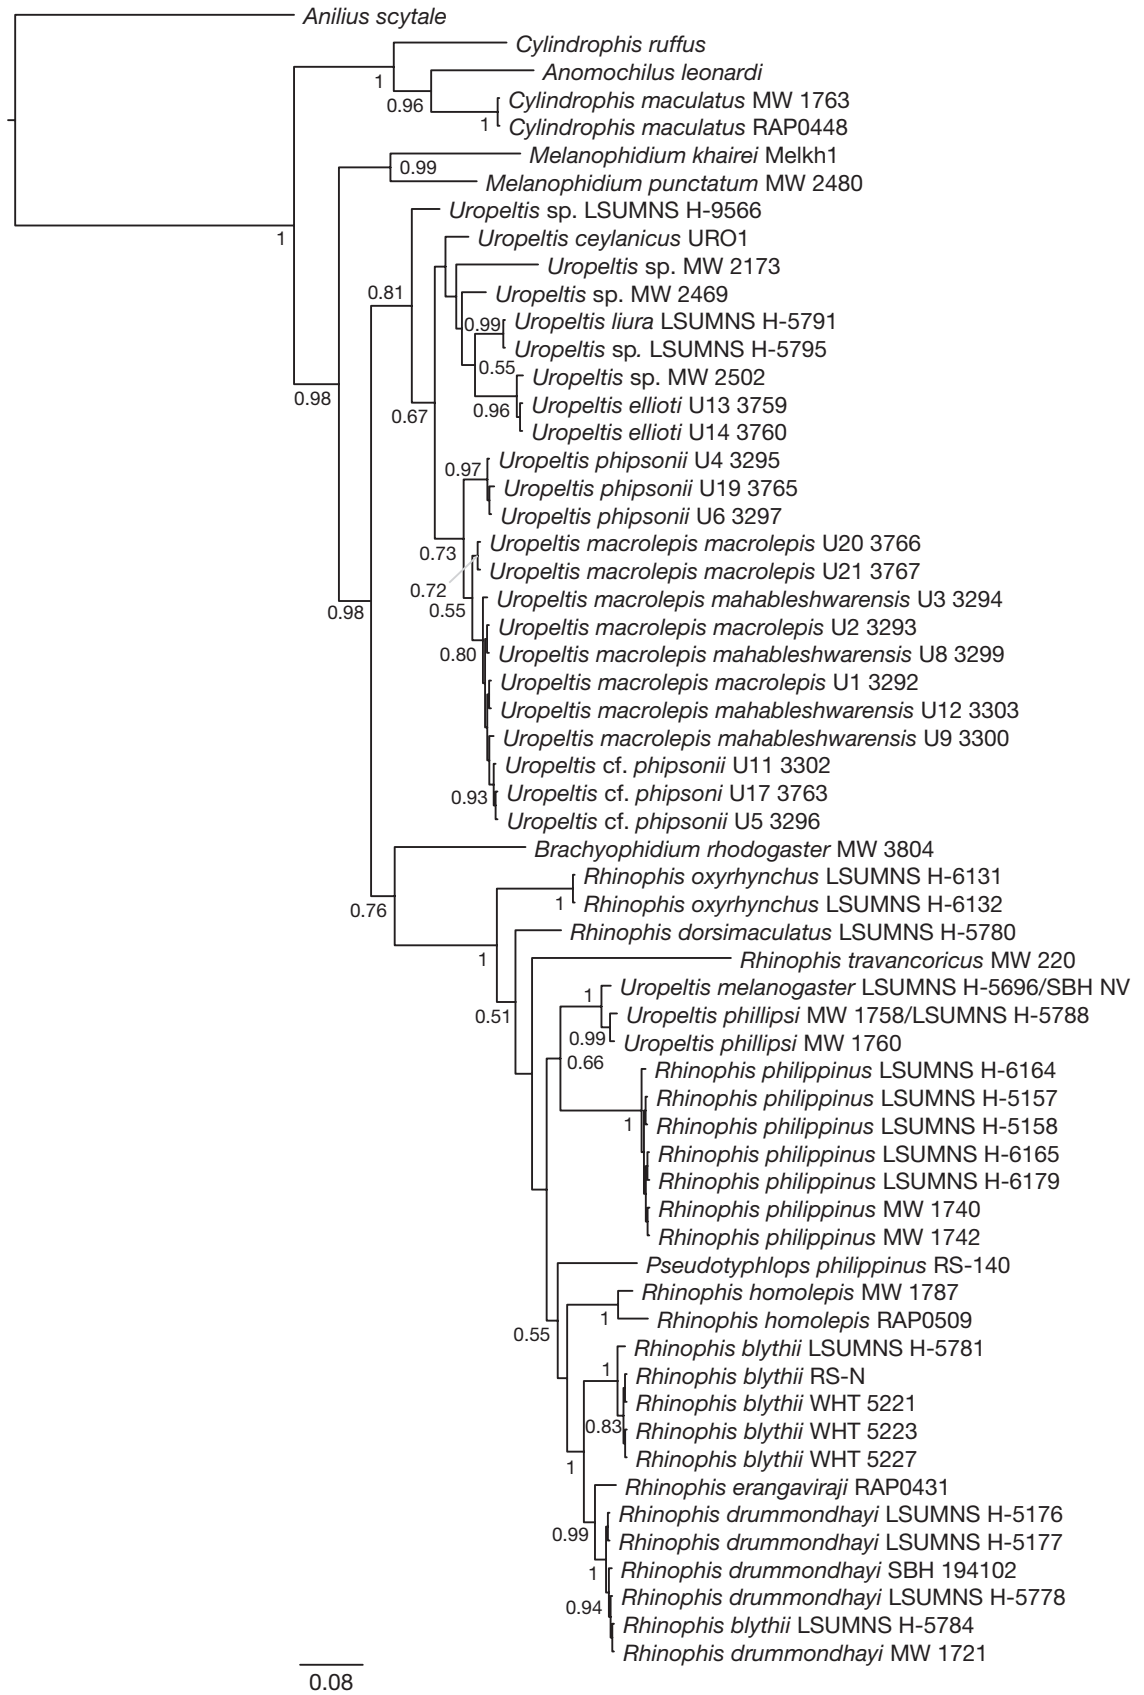 Anilius scytale
Cylindrophis ruffus
1
Anomochilus leonardi
0.96
Cylindrophis maculatus MW 1763
1
Cylindrophis maculatus RAP0448
Melanophidium khairei Melkh1
0.99
Melanophidium punctatum MW 2480
Uropeltis sp. LSUMNS H-9566
1
Uropeltis ceylanicus URO1
Uropeltis sp. MW 2173
0.81
Uropeltis sp. MW 2469
0.99
Uropeltis liura LSUMNS H-5791
Uropeltis sp. LSUMNS H-5795
0.55
Uropeltis sp. MW 2502
0.98
0.67
0.96
Uropeltis ellioti U13 3759
Uropeltis ellioti U14 3760
0.97
Uropeltis phipsonii U4 3295
Uropeltis phipsonii U19 3765
Uropeltis phipsonii U6 3297
0.73
Uropeltis macrolepis macrolepis U20 3766
Uropeltis macrolepis macrolepis U21 3767
0.72
0.98
0.55
Uropeltis macrolepis mahableshwarensis U3 3294
Uropeltis macrolepis macrolepis U2 3293
0.80
Uropeltis macrolepis mahableshwarensis U8 3299
Uropeltis macrolepis macrolepis U1 3292
Uropeltis macrolepis mahableshwarensis U12 3303
Uropeltis macrolepis mahableshwarensis U9 3300
Uropeltis cf. phipsonii U11 3302
0.93
Uropeltis cf. phipsoni U17 3763
Uropeltis cf. phipsonii U5 3296
Brachyophidium rhodogaster MW 3804
0.76
Rhinophis oxyrhynchus LSUMNS H-6131
1
Rhinophis oxyrhynchus LSUMNS H-6132
Rhinophis dorsimaculatus LSUMNS H-5780
1
Rhinophis travancoricus MW 220
0.51
1
Uropeltis melanogaster LSUMNS H-5696/SBH NV
Uropeltis phillipsi MW 1758/LSUMNS H-5788
0.99
Uropeltis phillipsi MW 1760
0.66
Rhinophis philippinus LSUMNS H-6164
Rhinophis philippinus LSUMNS H-5157
1
Rhinophis philippinus LSUMNS H-5158
Rhinophis philippinus LSUMNS H-6165
Rhinophis philippinus LSUMNS H-6179
Rhinophis philippinus MW 1740
Rhinophis philippinus MW 1742
Pseudotyphlops philippinus RS-140
Rhinophis homolepis MW 1787
0.55
1
Rhinophis homolepis RAP0509
Rhinophis blythii LSUMNS H-5781
1
Rhinophis blythii RS-N
Rhinophis blythii WHT 5221
0.83
Rhinophis blythii WHT 5223
Rhinophis blythii WHT 5227
1
Rhinophis erangaviraji RAP0431
Rhinophis drummondhayi LSUMNS H-5176
0.99
Rhinophis drummondhayi LSUMNS H-5177
1
Rhinophis drummondhayi SBH 194102
0.94
Rhinophis drummondhayi LSUMNS H-5778
Rhinophis blythii LSUMNS H-5784
Rhinophis drummondhayi MW 1721
0.08